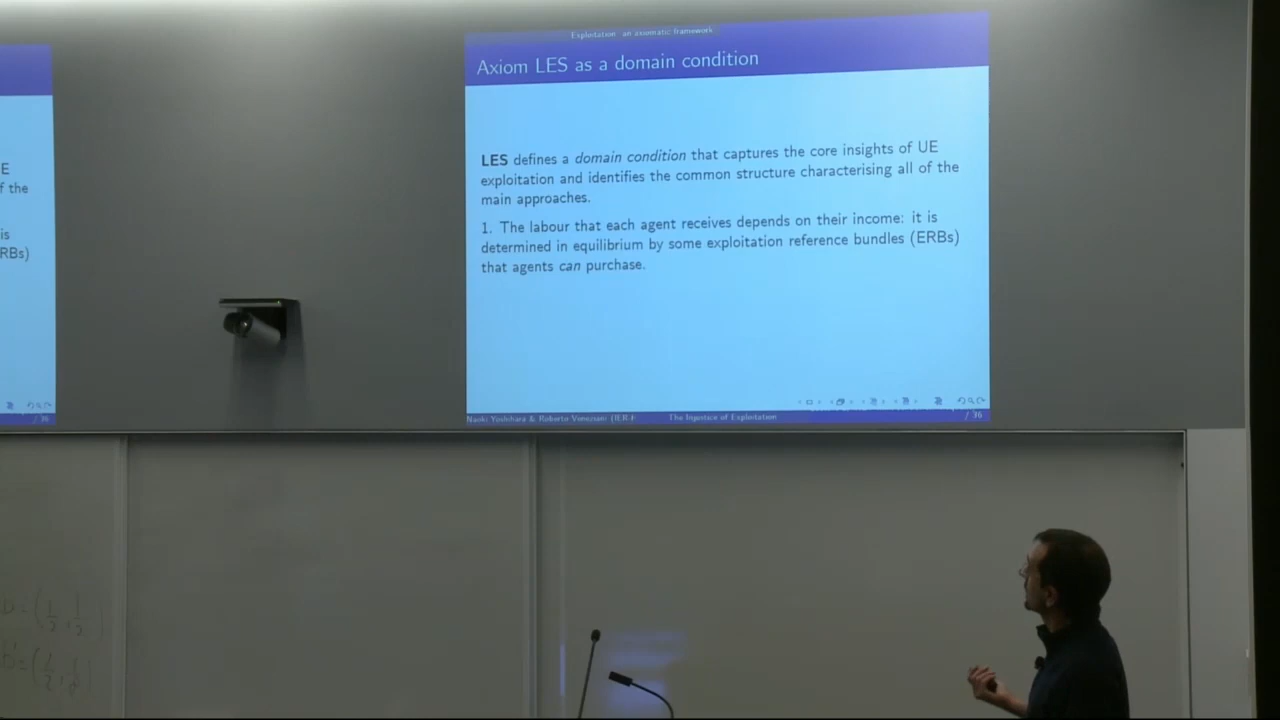 Exploitation: an axiomatic framework
Axiom LES as a domain condition
LES defines a domain condition that captures the core insights of UE
exploitation and identifies the common structure characterising all of the
main approaches.
1. The labour that each agent receives depends on their income: it is
determined in equilibrium by some exploitation reference bundles (ERBs)
that agents can purchase.
Naoki Yoshihara & Roberto Veneziani (IER,H
The Injustice of Exploitation
/ 36
E
f the
is
RBs)
/ 36